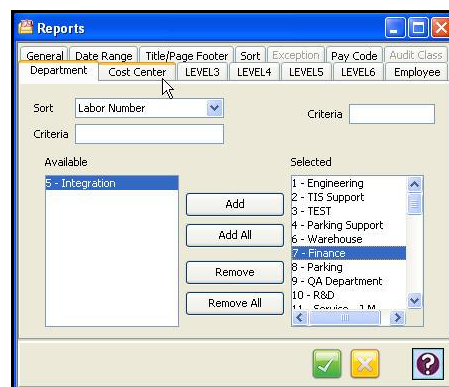 Reports
General Date Range Title/Page Footer Sort Exception Pay Code Audit Class
Department Cost Center LEVEL3 LEVEL4 LEVEL5 LEVEL6 Employee
Sort Labor Number
Criteria
Criteria
Available
5 - Integration
Add
Add All
Remove
Remove All
Selected
1 - Engineering
2 - TIS Support
3 - TEST
4 - Parking Support
6 - Warehouse
7 - Finance
8 - Parking
9 - QA Department
10 - R&D
11 - Service - J.M.
?